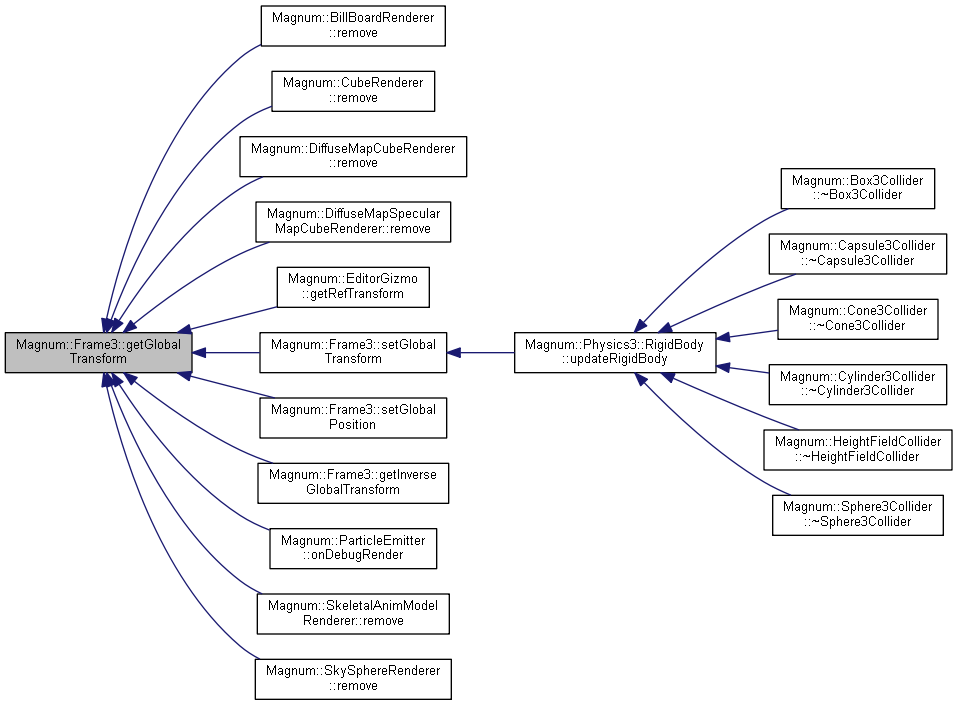 Magnum::BillBoardRenderer
::remove
Magnum::CubeRenderer
::remove
Magnum::DiffuseMapCubeRenderer
::remove
Magnum::DiffuseMapSpecular
MapCubeRenderer::remove
Magnum::EditorGizmo
::getRefTransform
Magnum::Frame3::getGlobal
Transform
Magnum::Frame3::setGlobal
Transform
Magnum::Frame3::setGlobal
Position
Magnum::Frame3::getInverse
GlobalTransform
Magnum::ParticleEmitter
::onDebugRender
Magnum::SkeletalAnimModel
Renderer::remove
Magnum::SkySphereRenderer
::remove
Magnum::Physics3::RigidBody
::updateRigidBody
Magnum::Box3Collider
::~Box3Collider
Magnum::Capsule3Collider
::~Capsule3Collider
Magnum::Cone3Collider
::~Cone3Collider
Magnum::Cylinder3Collider
::~Cylinder3Collider
Magnum::HeightFieldCollider
::~HeightFieldCollider
Magnum::Sphere3Collider
::~Sphere3Collider